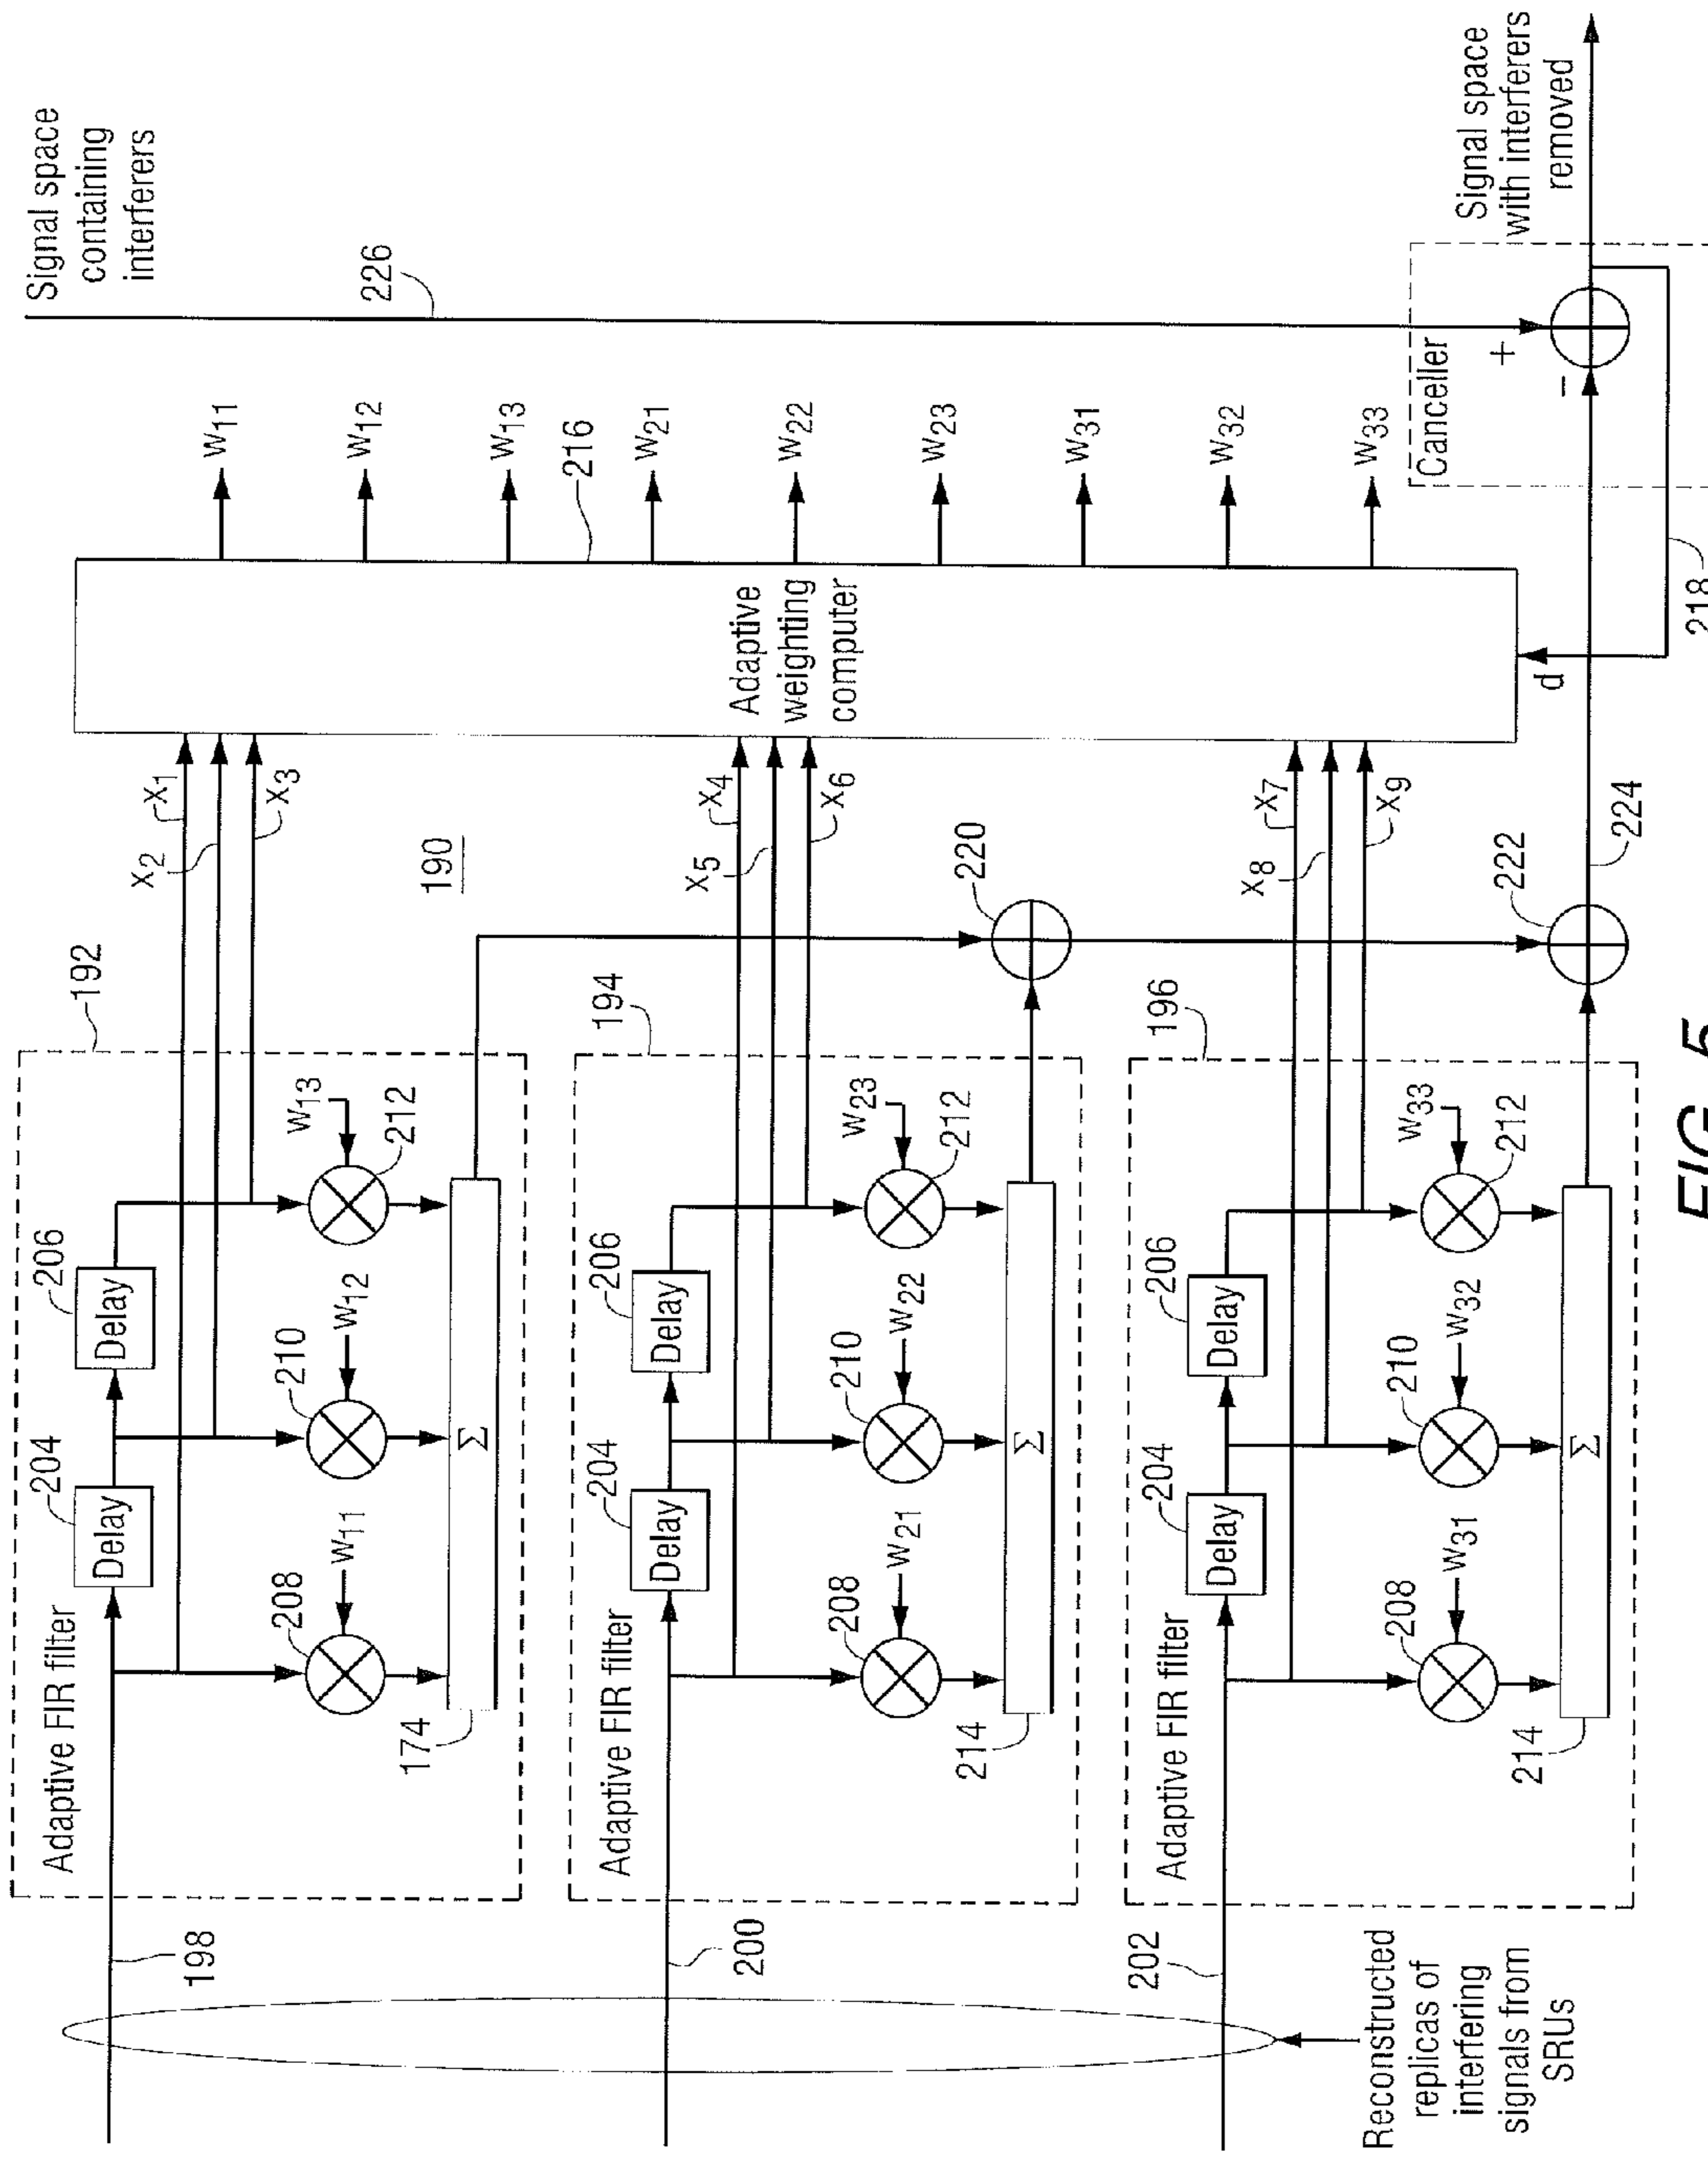 Signal space
containing
interferers
226
192
Adaptive FIR filter
198
204
Delay
206
Delay
208
w11
210
w12
w13
212
174
Σ
x1
x2
x3
190
w11
w12
w13
w21
w22
w23
w31
w32
w33
216
Adaptive
weighting
computer
194
Adaptive FIR filter
200
204
Delay
206
Delay
208
w21
210
w22
w23
212
214
Σ
x4
x5
x6
220
196
Adaptive FIR filter
202
204
Delay
206
Delay
208
w31
210
w32
w33
212
214
Σ
x7
x8
x9
222
224
d
218
Canceller
+
−
Signal space
with interferers
removed
Reconstructed
replicas of
interfering
signals from
SRUs
FIG. 5